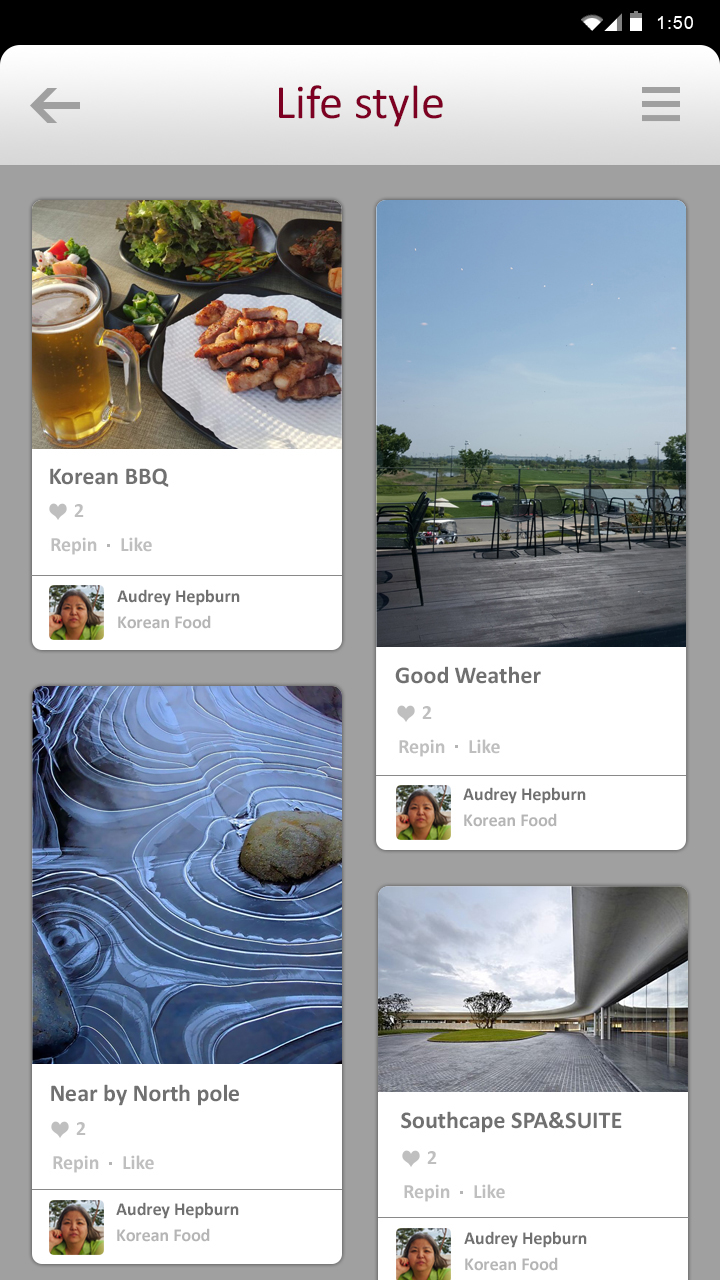 1:50
Life style
Korean BBQ
2
Repin · Like
Audrey Hepburn
Korean Food
Good Weather
2
Repin · Like
Audrey Hepburn
Korean Food
Near by North pole
2
Repin · Like
Audrey Hepburn
Korean Food
Southcape SPA&SUITE
2
Repin · Like
Audrey Hepburn
Korean Food